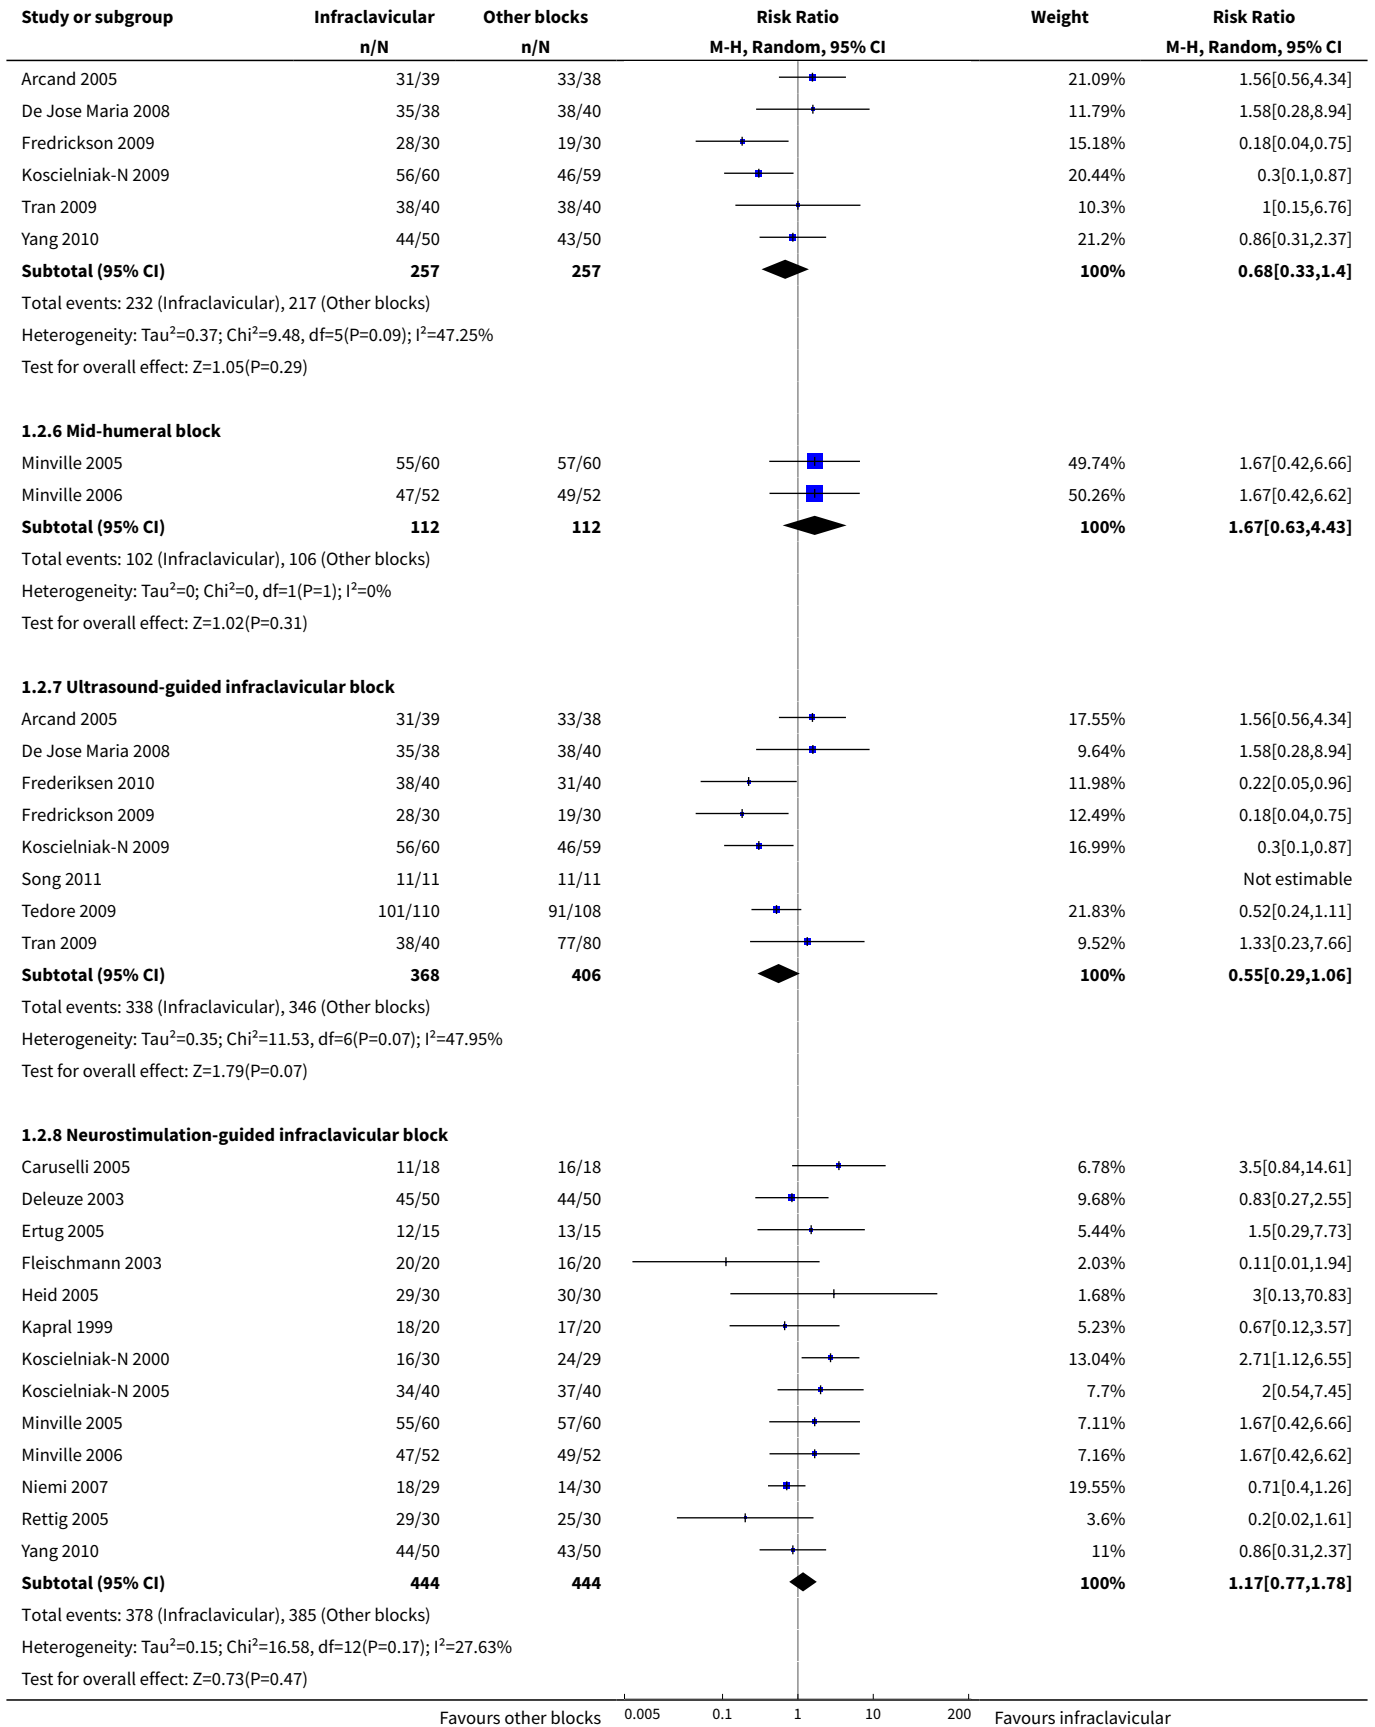 Study or subgroup Infraclavicular Other blocks Risk Ratio Weight Risk Ratio
n/N n/N M-H, Random, 95% CI M-H, Random, 95% CI
Arcand 2005 31/39 33/38 21.09% 1.56[0.56,4.34]
De Jose Maria 2008 35/38 38/40 11.79% 1.58[0.28,8.94]
Fredrickson 2009 28/30 19/30 15.18% 0.18[0.04,0.75]
Koscielniak-N 2009 56/60 46/59 20.44% 0.3[0.1,0.87]
Tran 2009 38/40 38/40 10.3% 1[0.15,6.76]
Yang 2010 44/50 43/50 21.2% 0.86[0.31,2.37]
Subtotal (95% CI) 257 257 100% 0.68[0.33,1.4]
Total events: 232 (Infraclavicular), 217 (Other blocks)
Heterogeneity: Tau²=0.37; Chi²=9.48, df=5(P=0.09); I²=47.25%
Test for overall effect: Z=1.05(P=0.29)
1.2.6 Mid-humeral block
Minville 2005 55/60 57/60 49.74% 1.67[0.42,6.66]
Minville 2006 47/52 49/52 50.26% 1.67[0.42,6.62]
Subtotal (95% CI) 112 112 100% 1.67[0.63,4.43]
Total events: 102 (Infraclavicular), 106 (Other blocks)
Heterogeneity: Tau²=0; Chi²=0, df=1(P=1); I²=0%
Test for overall effect: Z=1.02(P=0.31)
1.2.7 Ultrasound-guided infraclavicular block
Arcand 2005 31/39 33/38 17.55% 1.56[0.56,4.34]
De Jose Maria 2008 35/38 38/40 9.64% 1.58[0.28,8.94]
Frederiksen 2010 38/40 31/40 11.98% 0.22[0.05,0.96]
Fredrickson 2009 28/30 19/30 12.49% 0.18[0.04,0.75]
Koscielniak-N 2009 56/60 46/59 16.99% 0.3[0.1,0.87]
Song 2011 11/11 11/11 Not estimable
Tedore 2009 101/110 91/108 21.83% 0.52[0.24,1.11]
Tran 2009 38/40 77/80 9.52% 1.33[0.23,7.66]
Subtotal (95% CI) 368 406 100% 0.55[0.29,1.06]
Total events: 338 (Infraclavicular), 346 (Other blocks)
Heterogeneity: Tau²=0.35; Chi²=11.53, df=6(P=0.07); I²=47.95%
Test for overall effect: Z=1.79(P=0.07)
1.2.8 Neurostimulation-guided infraclavicular block
Caruselli 2005 11/18 16/18 6.78% 3.5[0.84,14.61]
Deleuze 2003 45/50 44/50 9.68% 0.83[0.27,2.55]
Ertug 2005 12/15 13/15 5.44% 1.5[0.29,7.73]
Fleischmann 2003 20/20 16/20 2.03% 0.11[0.01,1.94]
Heid 2005 29/30 30/30 1.68% 3[0.13,70.83]
Kapral 1999 18/20 17/20 5.23% 0.67[0.12,3.57]
Koscielniak-N 2000 16/30 24/29 13.04% 2.71[1.12,6.55]
Koscielniak-N 2005 34/40 37/40 7.7% 2[0.54,7.45]
Minville 2005 55/60 57/60 7.11% 1.67[0.42,6.66]
Minville 2006 47/52 49/52 7.16% 1.67[0.42,6.62]
Niemi 2007 18/29 14/30 19.55% 0.71[0.4,1.26]
Rettig 2005 29/30 25/30 3.6% 0.2[0.02,1.61]
Yang 2010 44/50 43/50 11% 0.86[0.31,2.37]
Subtotal (95% CI) 444 444 100% 1.17[0.77,1.78]
Total events: 378 (Infraclavicular), 385 (Other blocks)
Heterogeneity: Tau²=0.15; Chi²=16.58, df=12(P=0.17); I²=27.63%
Test for overall effect: Z=0.73(P=0.47)
Favours other blocks 0.005 0.1 1 10 200 Favours infraclavicular